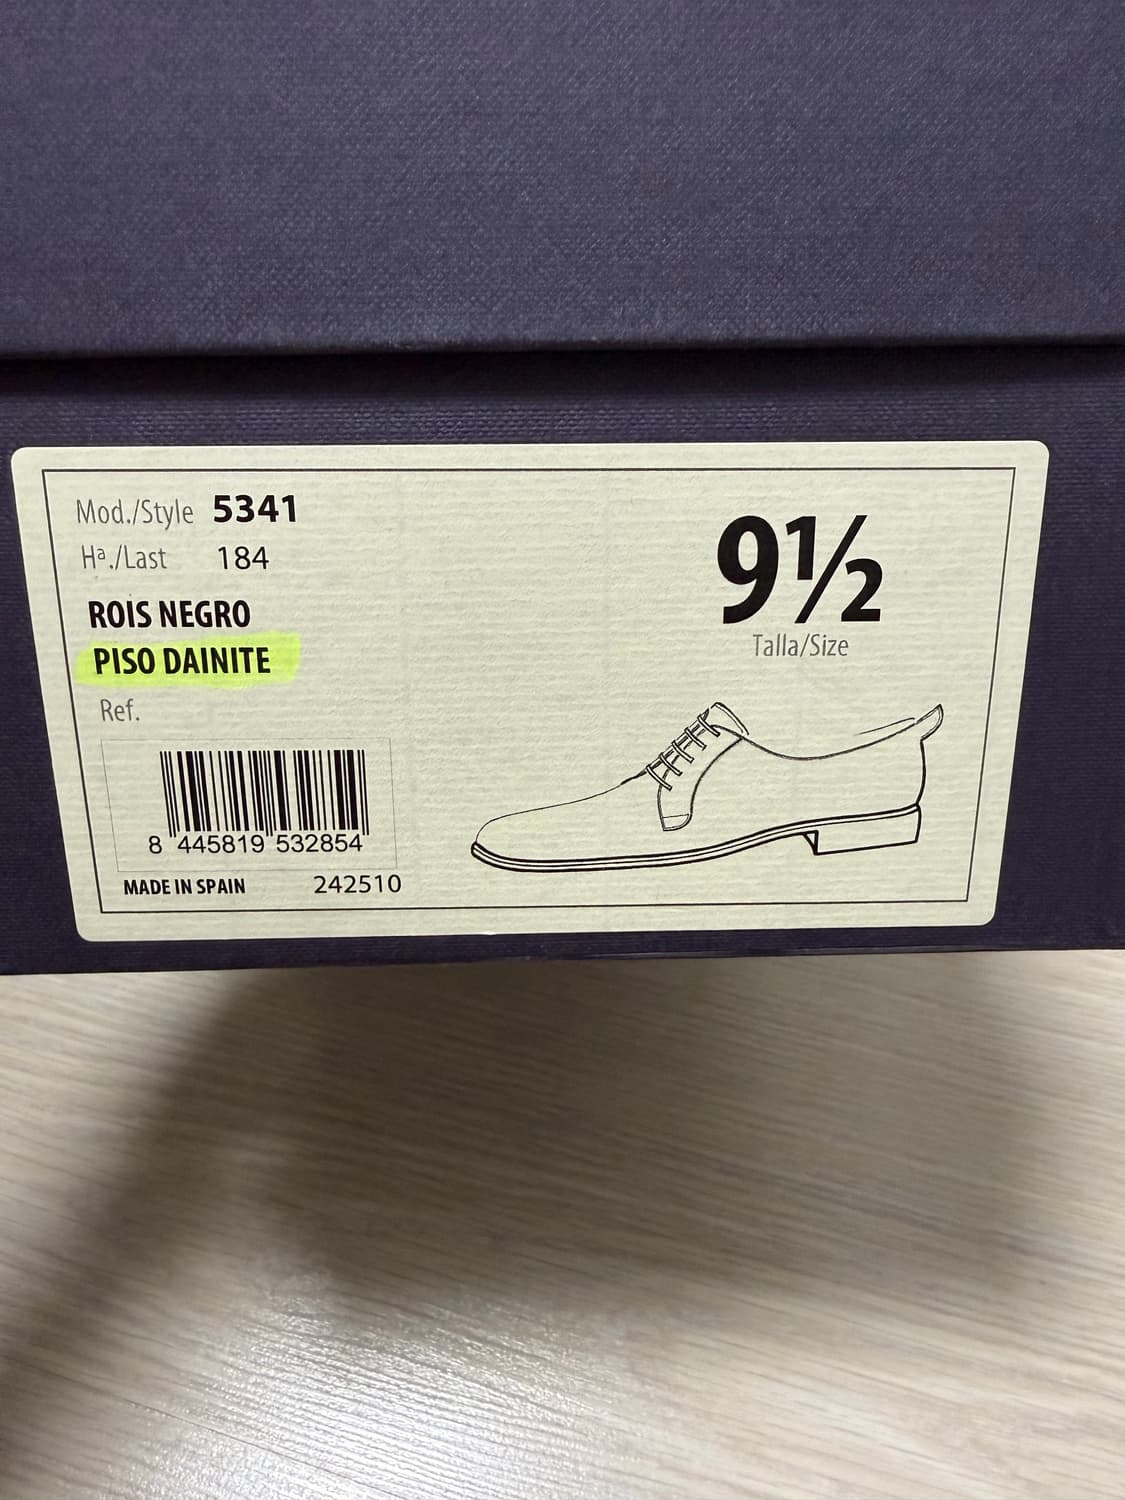 Mod./Style 5341
Hª./Last 184
ROIS NEGRO
PISO DAINITE
Ref.
8 445819 532854
MADE IN SPAIN 242510
9½
Talla/Size